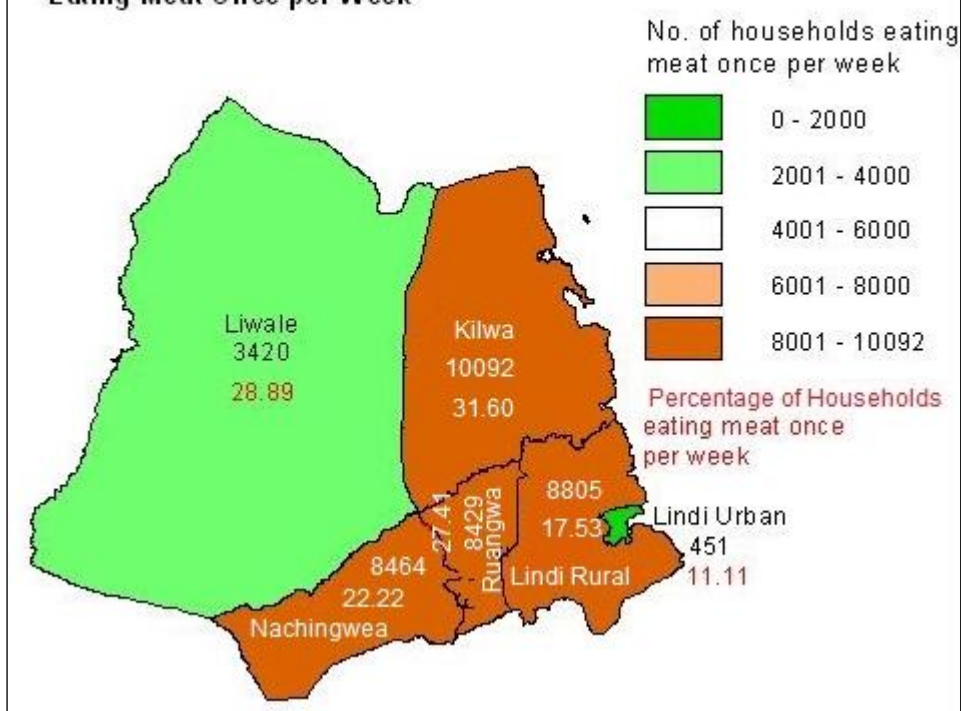 Eating Meat Once per Week
No. of households eating
meat once per week
0 - 2000
2001 - 4000
4001 - 6000
6001 - 8000
8001 - 10092
Percentage of Households
eating meat once
per week
Liwale
3420
28.89
Kilwa
10092
31.60
27.41
8429
Ruangwa
8805
17.53
Lindi Rural
Lindi Urban
451
11.11
8464
22.22
Nachingwea